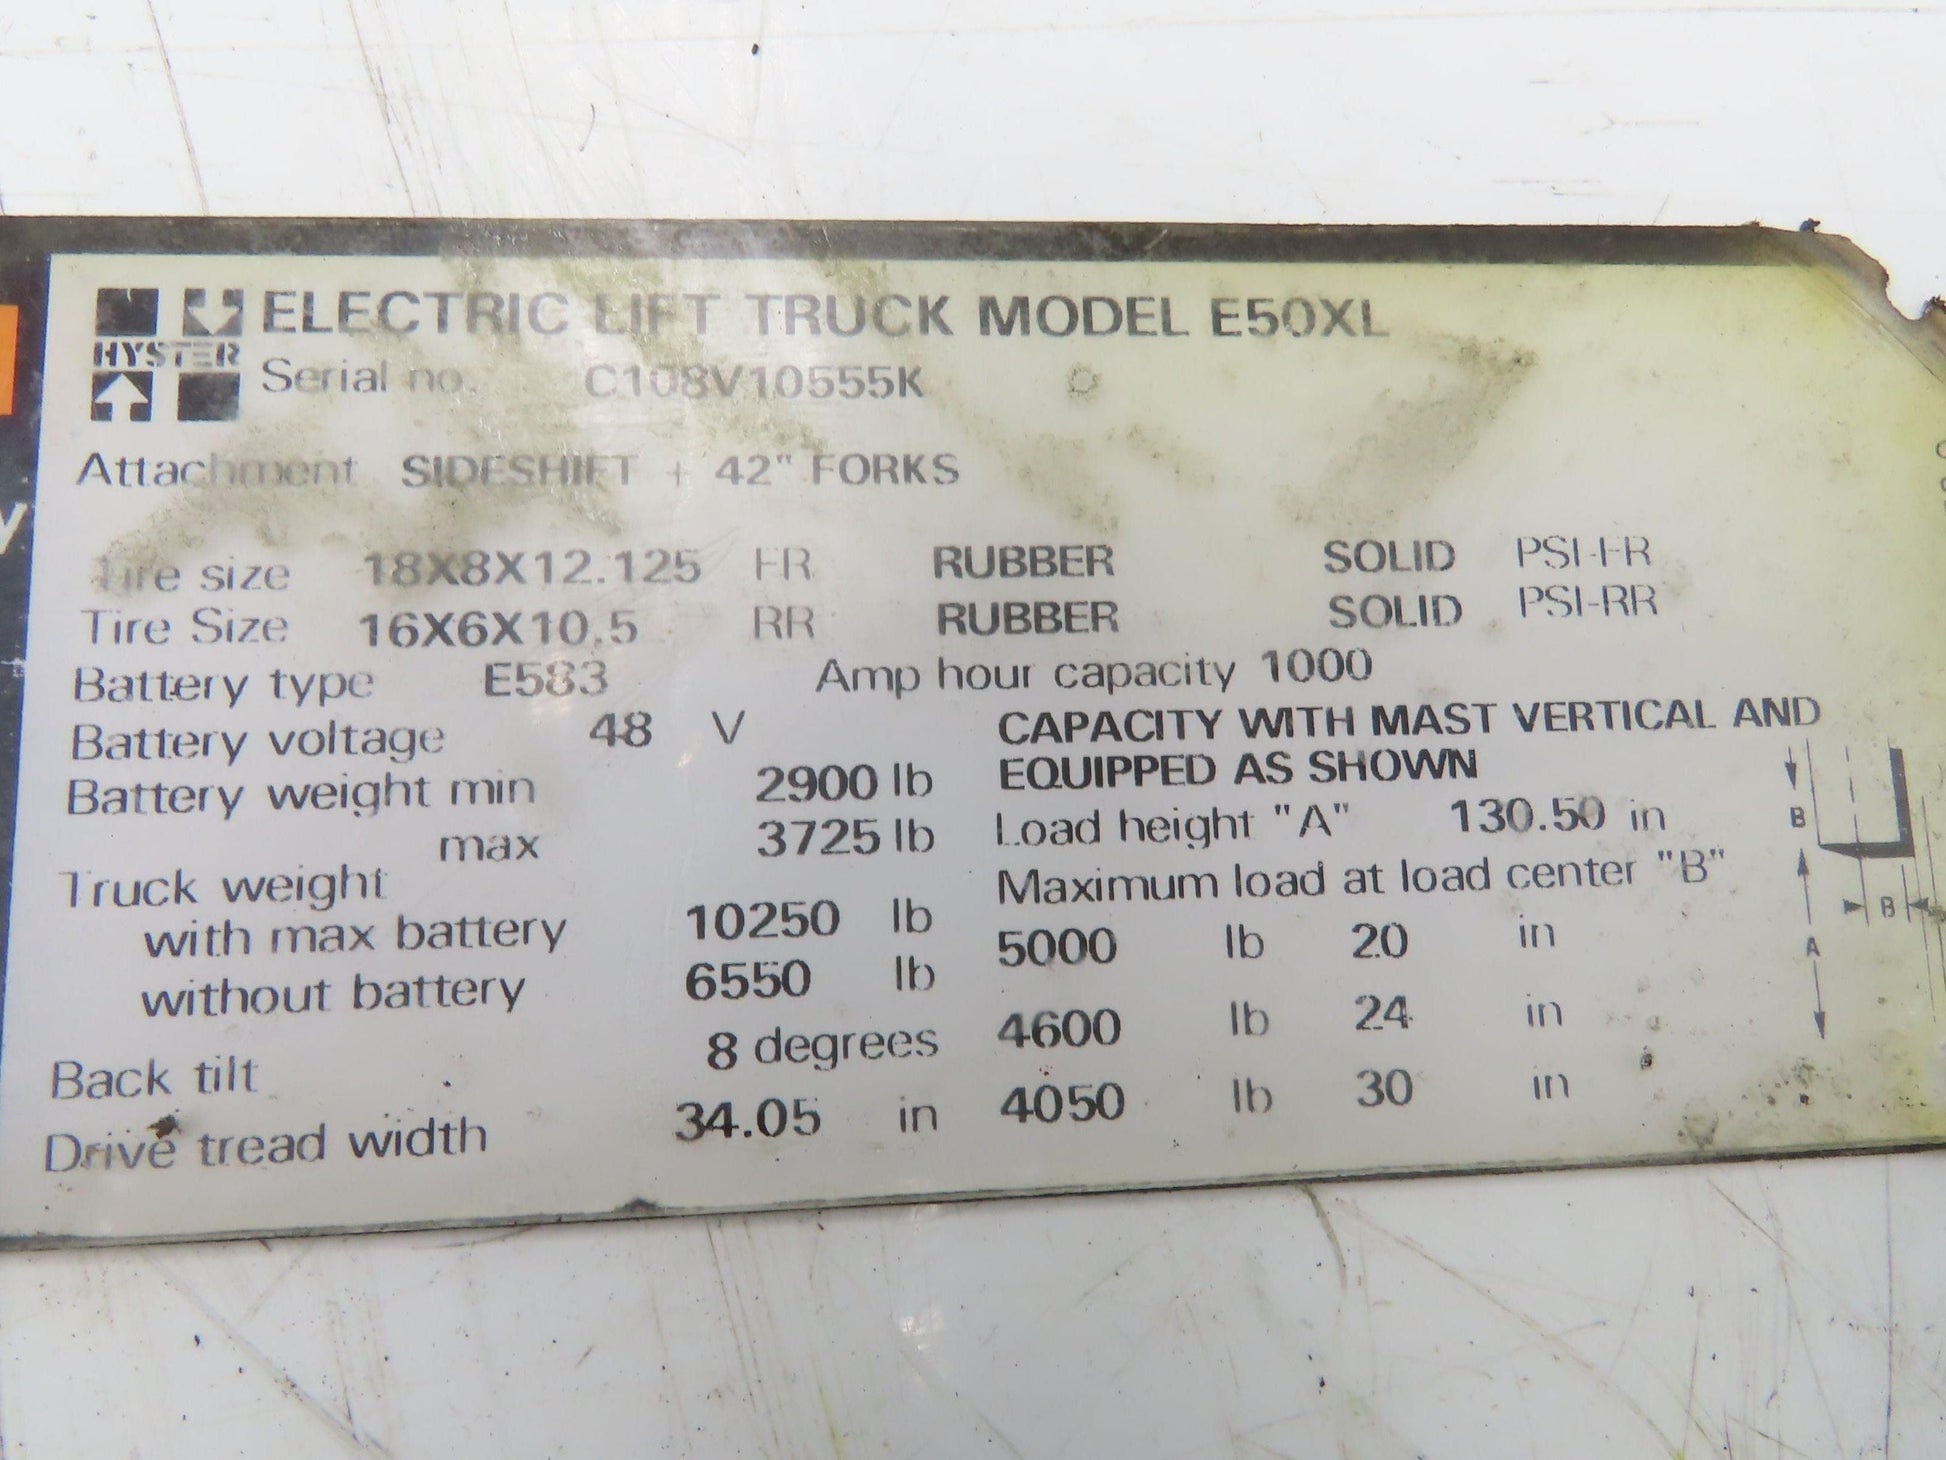 HYSTER
ELECTRIC LIFT TRUCK MODEL E50XL
Serial no. C108V10555K
Attachment SIDESHIFT + 42" FORKS
Tire size 18X8X12.125 FR RUBBER SOLID PSI-FR
Tire Size 16X6X10.5 RR RUBBER SOLID PSI-RR
Battery type E583 Amp hour capacity 1000
Battery voltage 48 V
Battery weight min 2900 lb
max 3725 lb
Truck weight
with max battery 10250 lb
without battery 6550 lb
Back tilt 8 degrees
Drive tread width 34.05 in
CAPACITY WITH MAST VERTICAL AND
EQUIPPED AS SHOWN
Load height "A" 130.50 in
Maximum load at load center "B"
5000 lb 20 in
4600 lb 24 in
4050 lb 30 in
B
B
A